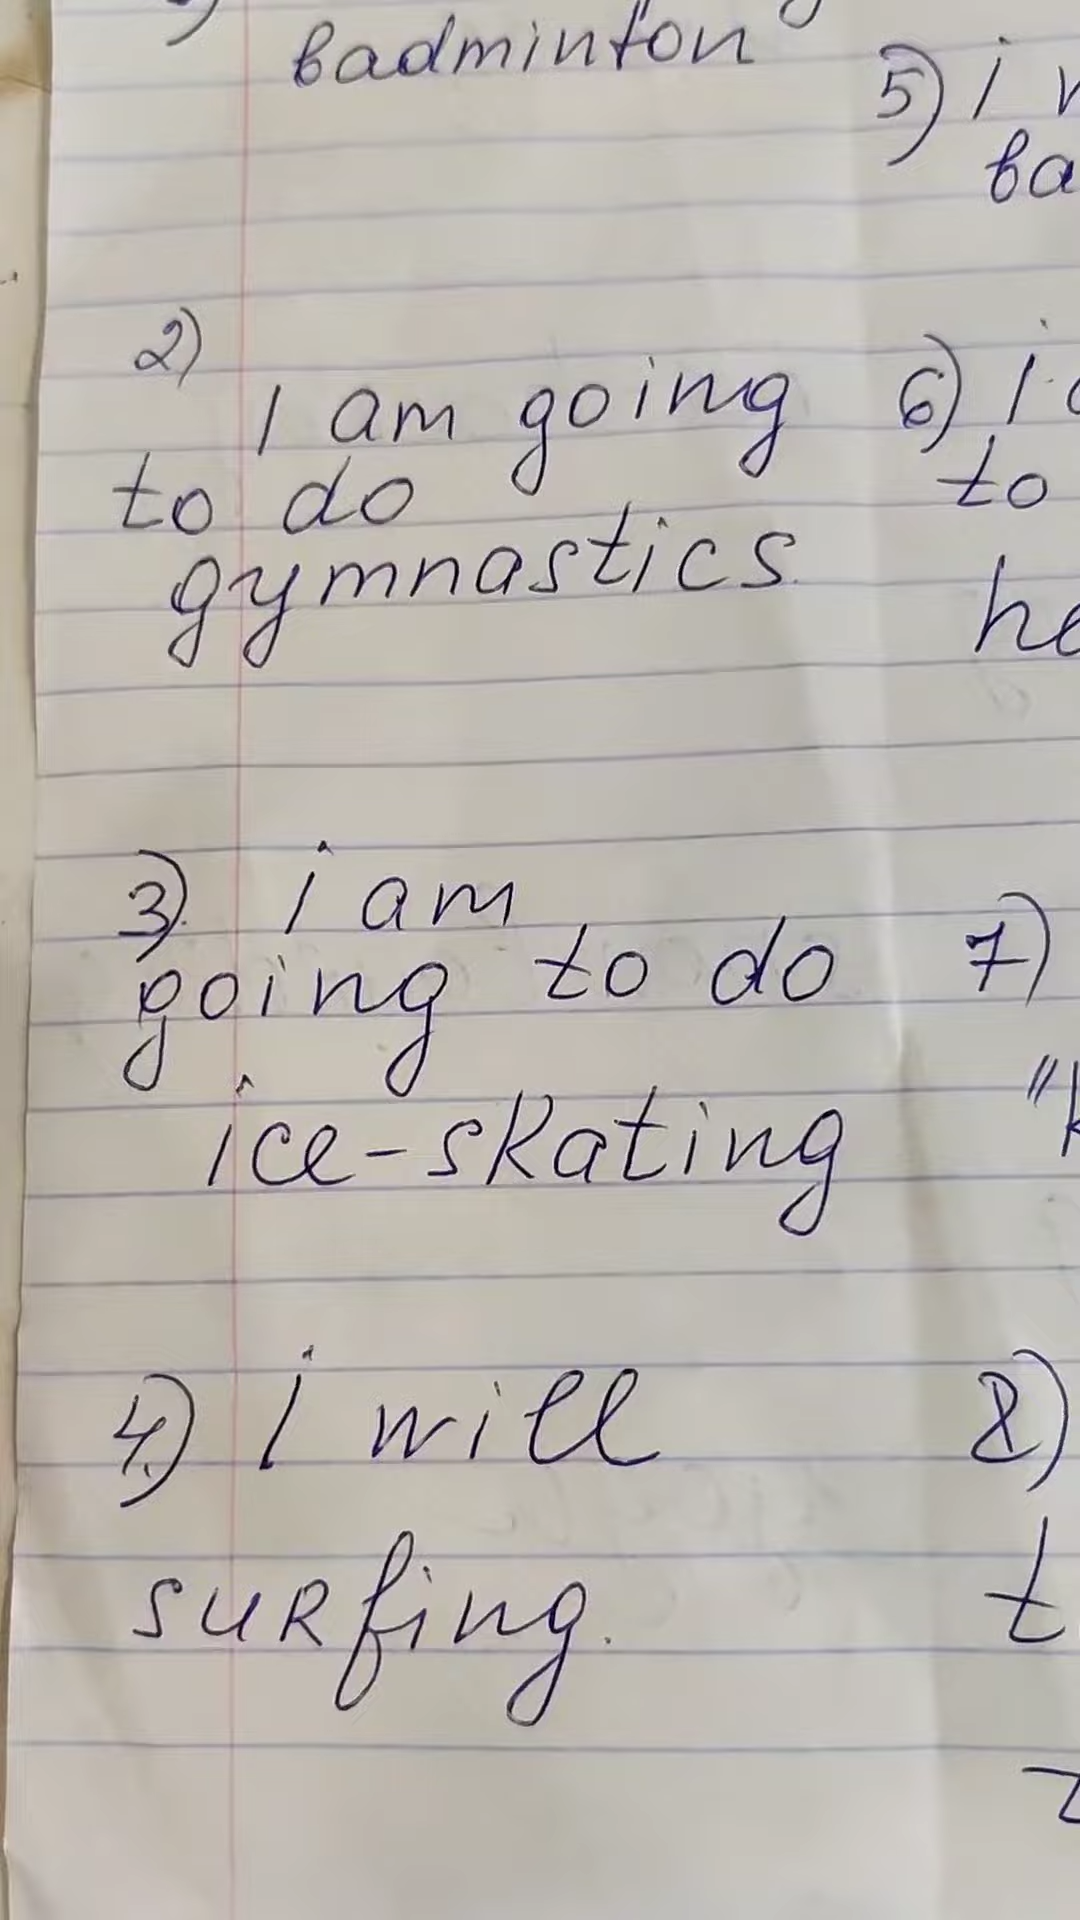 badminton
2)
I am going
to do
gymnastics.
3) i am
going to do
ice-skating
4.) i will
surfing.
5) i
ba
6) i
to
he
7)
"k
8)
t